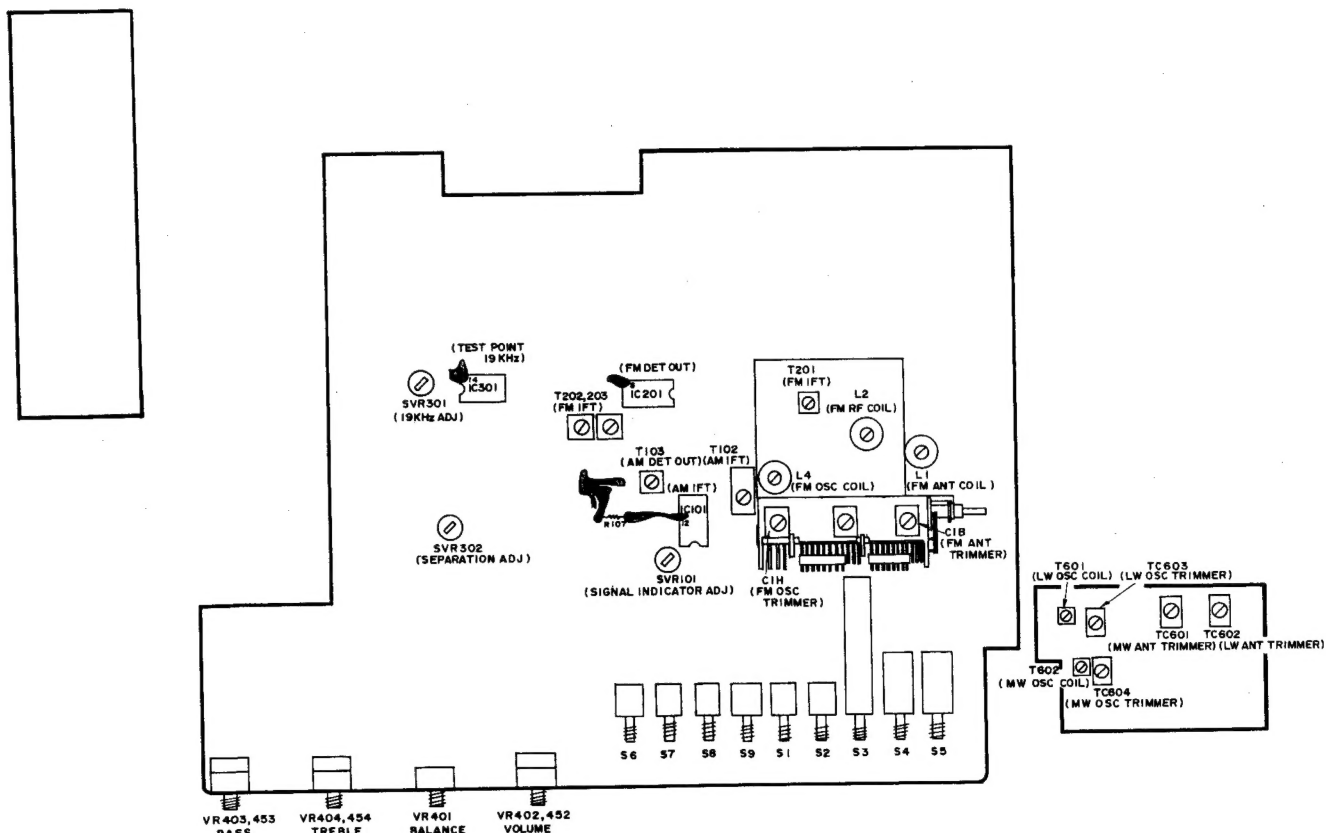 (TEST POINT
19KHz)
14
IC301
SVR301
(19KHz ADJ)
(FM DET OUT)
IC201
T202,203
(FM IFT)
T201
(FM IFT)
L2
(FM RF COIL)
T103
(AM DET OUT)
(AM IFT)
T102
(AM IFT)
L4
(FM OSC COIL)
L1
(FM ANT COIL)
R107
IC101
12
SVR302
(SEPARATION ADJ)
SVR101
(SIGNAL INDICATOR ADJ)
C1H
(FM OSC
TRIMMER)
C1B
(FM ANT
TRIMMER)
T601
(LW OSC COIL)
TC603
(LW OSC TRIMMER)
TC601
(MW ANT TRIMMER)
TC602
(LW ANT TRIMMER)
T602
(MW OSC COIL)
TC604
(MW OSC TRIMMER)
S6 S7 S8 S9 S1 S2 S3 S4 S5
VR403,453
BASS
VR404,454
TREBLE
VR401
BALANCE
VR402,452
VOLUME